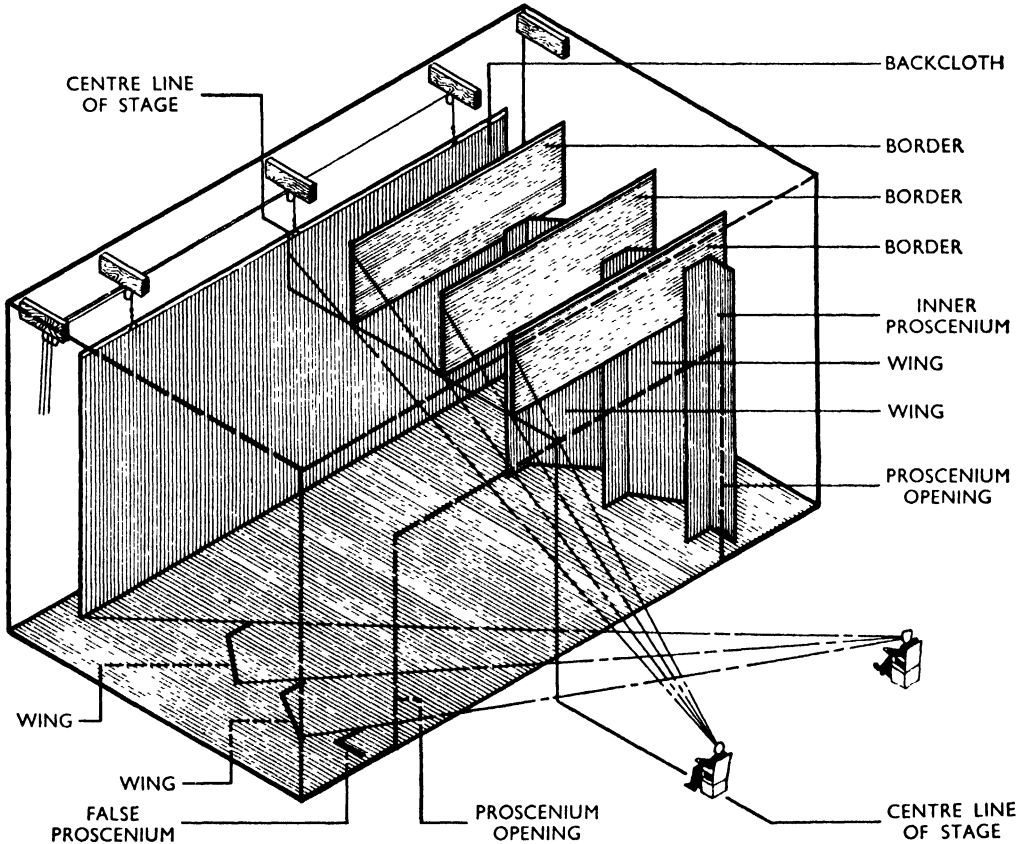 CENTRE LINE
OF STAGE
BACKCLOTH
BORDER
BORDER
BORDER
INNER
PROSCENIUM
WING
WING
PROSCENIUM
OPENING
WING
WING
FALSE
PROSCENIUM
PROSCENIUM
OPENING
CENTRE LINE
OF STAGE